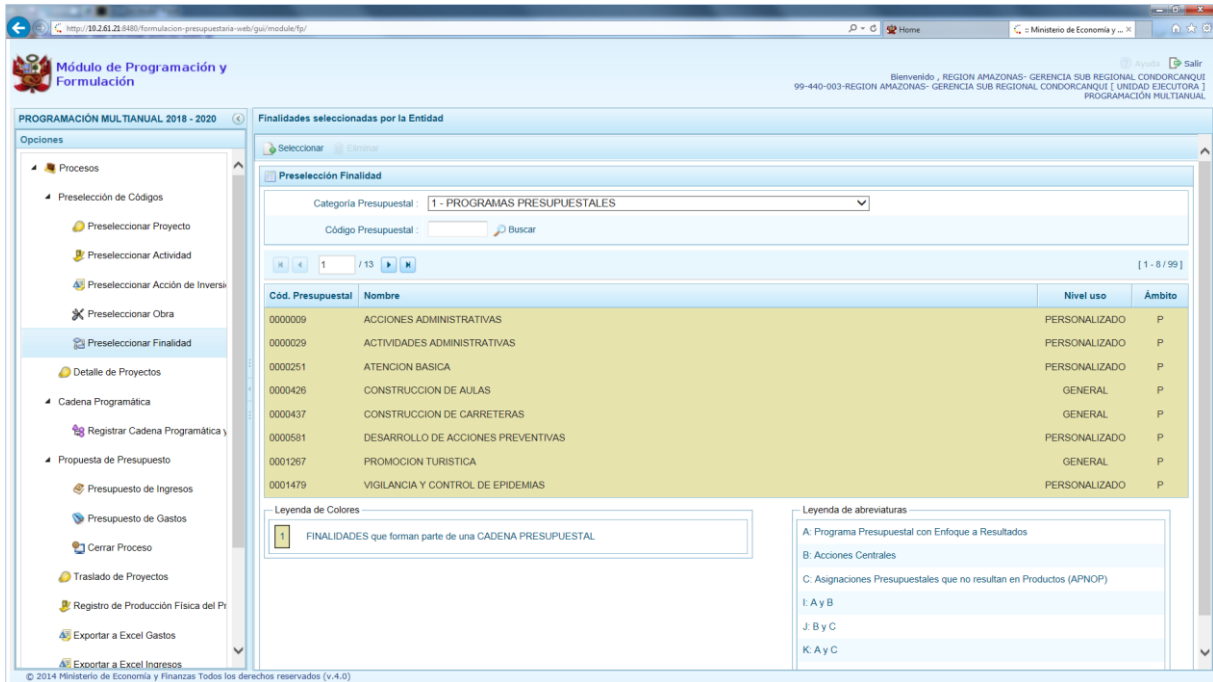 http://10.2.61.21:6480/formulacion-presupuestaria-web/gui/module/fp/
Home
:: Ministerio de Economía y ...
Módulo de Programación y
Formulación
Ayuda
Salir
Bienvenido , REGION AMAZONAS- GERENCIA SUB REGIONAL CONDORCANQUI
99-440-003-REGION AMAZONAS- GERENCIA SUB REGIONAL CONDORCANQUI [ UNIDAD EJECUTORA ]
PROGRAMACIÓN MULTIANUAL
PROGRAMACIÓN MULTIANUAL 2018 - 2020
Opciones
Procesos
Preselección de Códigos
Preseleccionar Proyecto
Preseleccionar Actividad
Preseleccionar Acción de Inversi
Preseleccionar Obra
Preseleccionar Finalidad
Detalle de Proyectos
Cadena Programática
Registrar Cadena Programática y
Propuesta de Presupuesto
Presupuesto de Ingresos
Presupuesto de Gastos
Cerrar Proceso
Traslado de Proyectos
Registro de Producción Física del Pr
Exportar a Excel Gastos
Exportar a Excel Ingresos
Finalidades seleccionadas por la Entidad
Seleccionar Eliminar
Preselección Finalidad
Categoría Presupuestal : 1 - PROGRAMAS PRESUPUESTALES
Código Presupuestal : Buscar
1 / 13 [ 1 - 8 / 99 ]
Cód. Presupuestal Nombre Nivel uso Ámbito
0000009 ACCIONES ADMINISTRATIVAS PERSONALIZADO P
0000029 ACTIVIDADES ADMINISTRATIVAS PERSONALIZADO P
0000251 ATENCION BASICA PERSONALIZADO P
0000426 CONSTRUCCION DE AULAS GENERAL P
0000437 CONSTRUCCION DE CARRETERAS GENERAL P
0000581 DESARROLLO DE ACCIONES PREVENTIVAS PERSONALIZADO P
0001267 PROMOCION TURISTICA GENERAL P
0001479 VIGILANCIA Y CONTROL DE EPIDEMIAS PERSONALIZADO P
Leyenda de Colores
1 FINALIDADES que forman parte de una CADENA PRESUPUESTAL
Leyenda de abreviaturas
A: Programa Presupuestal con Enfoque a Resultados
B: Acciones Centrales
C: Asignaciones Presupuestales que no resultan en Productos (APNOP)
I: A y B
J: B y C
K: A y C
© 2014 Ministerio de Economía y Finanzas Todos los derechos reservados (v.4.0)